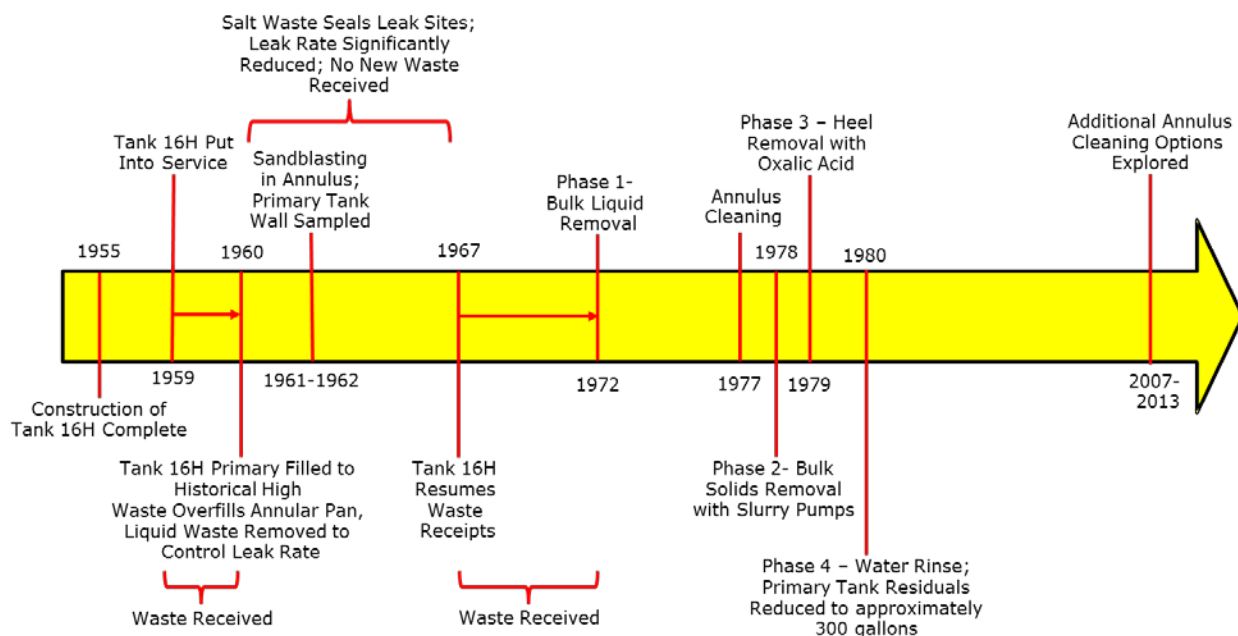 Salt Waste Seals Leak Sites;
Leak Rate Significantly
Reduced; No New Waste
Received
Tank 16H Put
Into Service
Sandblasting
in Annulus;
Primary Tank
Wall Sampled
Phase 1-
Bulk Liquid
Removal
Annulus
Cleaning
Phase 3 – Heel
Removal with
Oxalic Acid
Additional Annulus
Cleaning Options
Explored
1955
1960
1967
1978
1980
1959
1961-1962
1972
1977
1979
2007-
2013
Construction of
Tank 16H Complete
Tank 16H Primary Filled to
Historical High
Waste Overfills Annular Pan,
Liquid Waste Removed to
Control Leak Rate
Waste Received
Tank 16H
Resumes
Waste
Receipts
Waste Received
Phase 2- Bulk
Solids Removal
with Slurry Pumps
Phase 4 – Water Rinse;
Primary Tank Residuals
Reduced to approximately
300 gallons